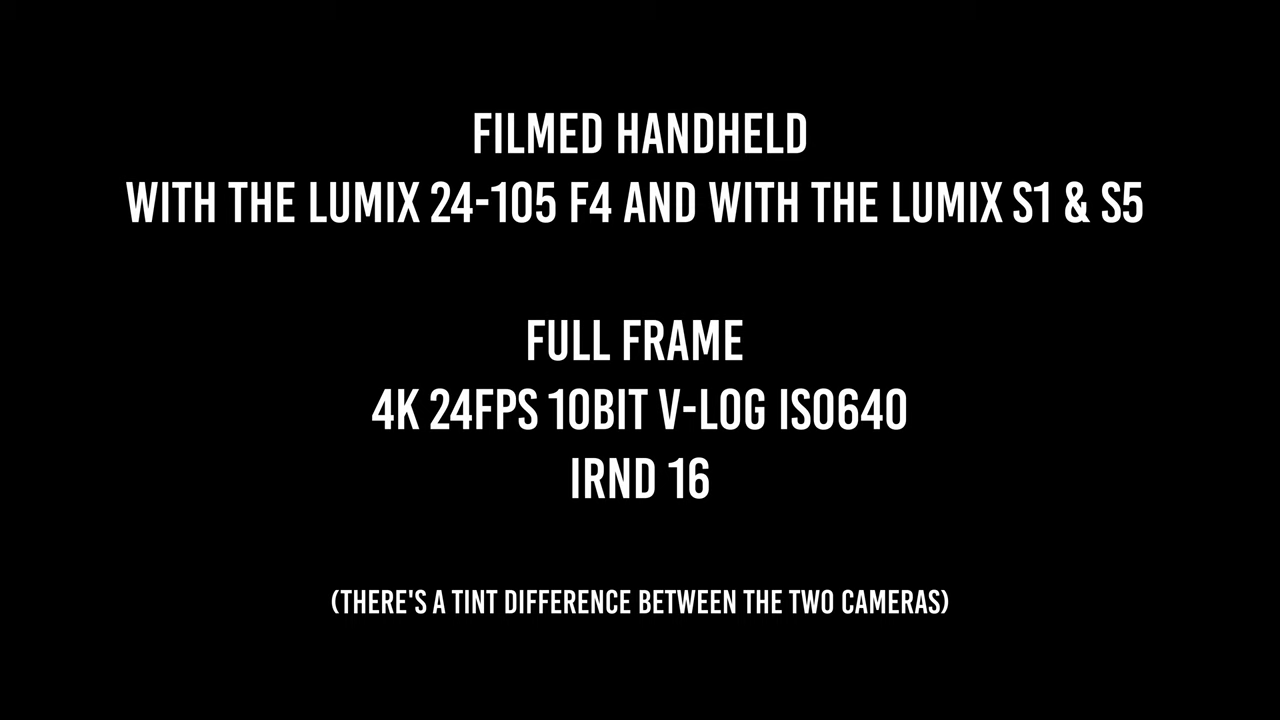 FILMED HANDHELD
WITH THE LUMIX 24-105 F4 AND WITH THE LUMIX S1 & S5
FULL FRAME
4K 24FPS 10BIT V-LOG ISO640
IRND 16
(THERE'S A TINT DIFFERENCE BETWEEN THE TWO CAMERAS)